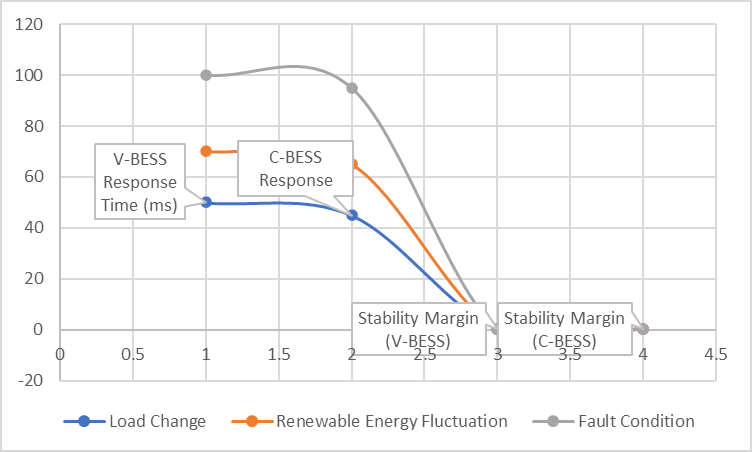 120
100
80
60
40
20
0
-20
0 0.5 1 1.5 2 2.5 3 3.5 4 4.5
V-BESS
Response
Time (ms)
C-BESS
Response
Stability Margin
(V-BESS)
Stability Margin
(C-BESS)
Load Change Renewable Energy Fluctuation Fault Condition